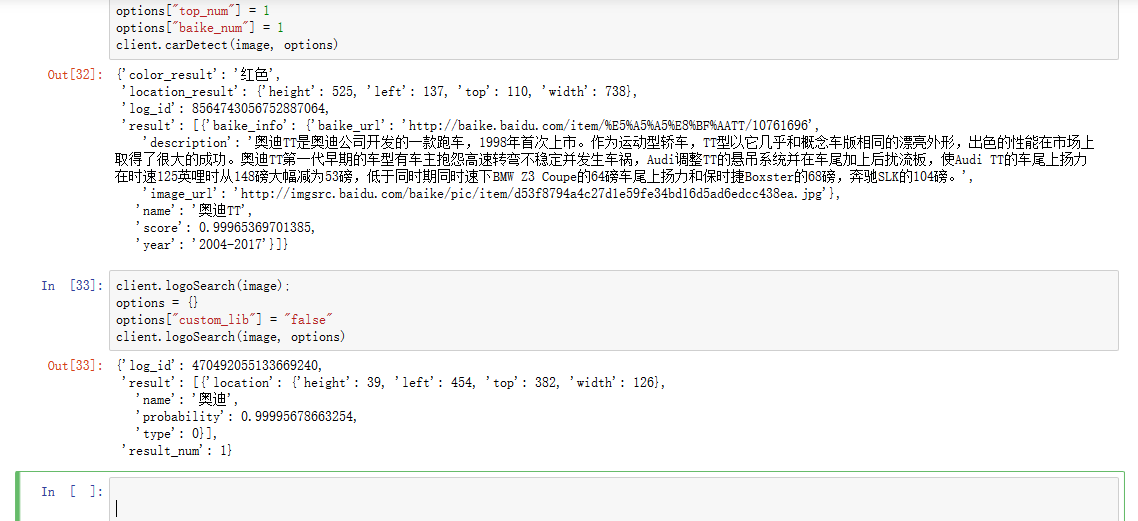 options["top_num"] = 1
options["baike_num"] = 1
client.carDetect(image, options)
Out[32]: {'color_result': '红色',
'location_result': {'height': 525, 'left': 137, 'top': 110, 'width': 738},
'log_id': 8564743056752887064,
'result': [{'baike_info': {'baike_url': 'http://baike.baidu.com/item/%E5%A5%A5%E8%BF%AATT/10761696',
'description': '奥迪TT是奥迪公司开发的一款跑车，1998年首次上市。作为运动型轿车，TT型以它几乎和概念车版相同的漂亮外形，出色的性能在市场上
取得了很大的成功。奥迪TT第一代早期的车型有车主抱怨高速转弯不稳定并发生车祸，Audi调整TT的悬吊系统并在车尾加上后扰流板，使Audi TT的车尾上扬力
在时速125英哩时从148磅大幅减为53磅，低于同时期同时速下BMW Z3 Coupe的64磅车尾上扬力和保时捷Boxster的68磅，奔驰SLK的104磅。',
'image_url': 'http://imgsrc.baidu.com/baike/pic/item/d53f8794a4c27d1e59fe34bd16d5ad6edcc438ea.jpg'},
'name': '奥迪TT',
'score': 0.99965369701385,
'year': '2004-2017'}]}
In [33]: client.logoSearch(image);
options = {}
options["custom_lib"] = "false"
client.logoSearch(image, options)
Out[33]: {'log_id': 470492055133669240,
'result': [{'location': {'height': 39, 'left': 454, 'top': 382, 'width': 126},
'name': '奥迪',
'probability': 0.99995678663254,
'type': 0}],
'result_num': 1}
In [ ]: